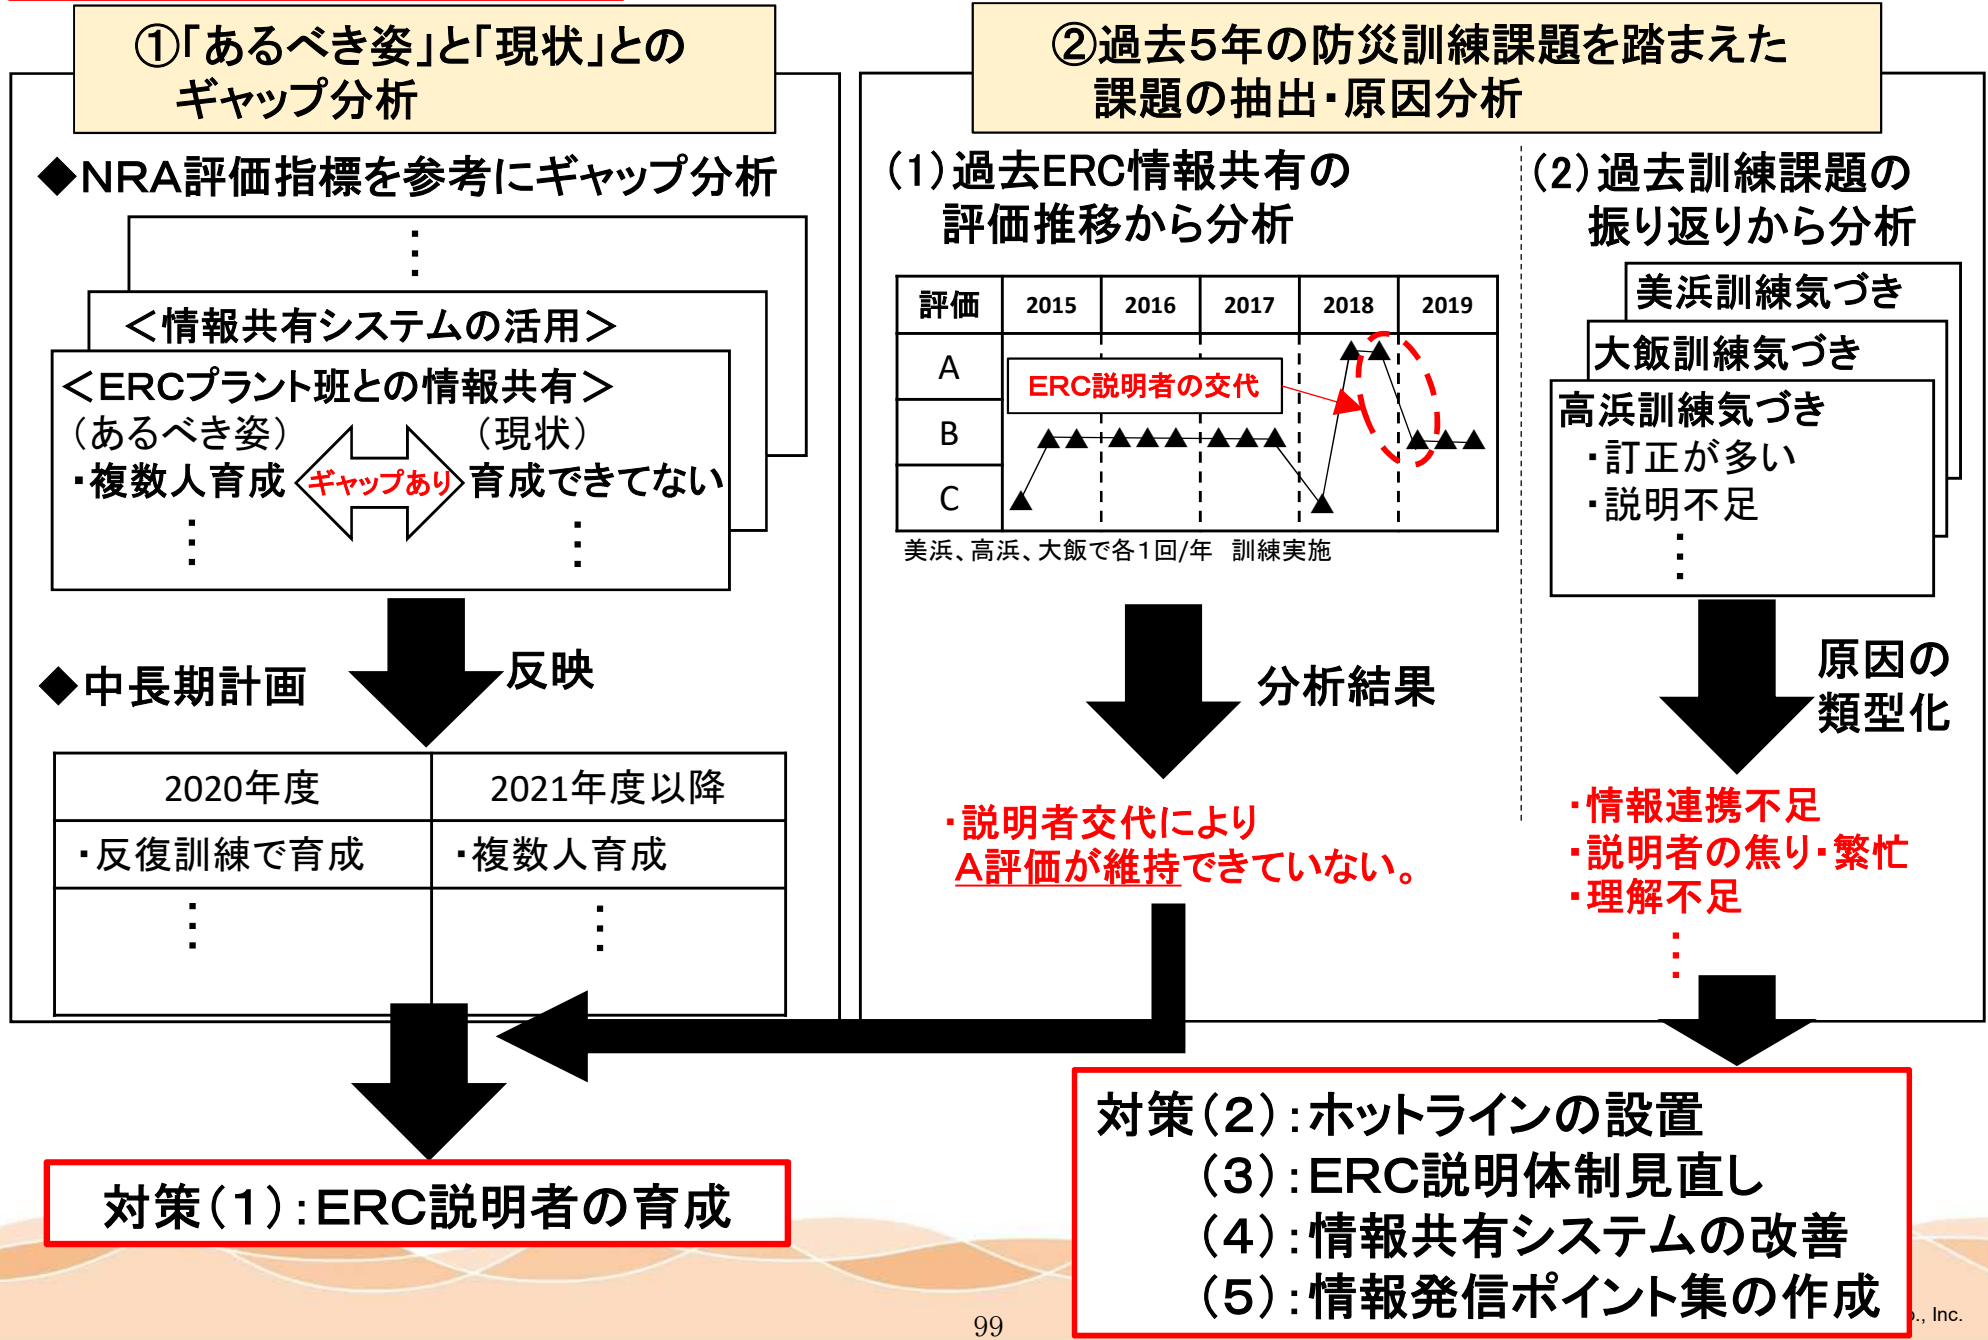 ①「あるべき姿」と「現状」との
ギャップ分析
◆NRA評価指標を参考にギャップ分析
：
＜情報共有システムの活用＞
＜ERCプラント班との情報共有＞
（あるべき姿）
（現状）
・複数人育成
ギャップあり
育成できてない
：
：
反映
◆中長期計画
2020年度
2021年度以降
・反復訓練で育成
・複数人育成
：
：
②過去５年の防災訓練課題を踏まえた
課題の抽出・原因分析
（1）過去ERC情報共有の
評価推移から分析
評価
2015
2016
2017
2018
2019
A
B
C
ERC説明者の交代
美浜、高浜、大飯で各１回/年　訓練実施
分析結果
・説明者交代により
A評価が維持できていない。
（2）過去訓練課題の
振り返りから分析
美浜訓練気づき
大飯訓練気づき
高浜訓練気づき
・訂正が多い
・説明不足
：
原因の
類型化
・情報連携不足
・説明者の焦り・繁忙
・理解不足
：
対策（１）：ERC説明者の育成
対策（２）：ホットラインの設置
（３）：ERC説明体制見直し
（４）：情報共有システムの改善
（５）：情報発信ポイント集の作成
99
., Inc.